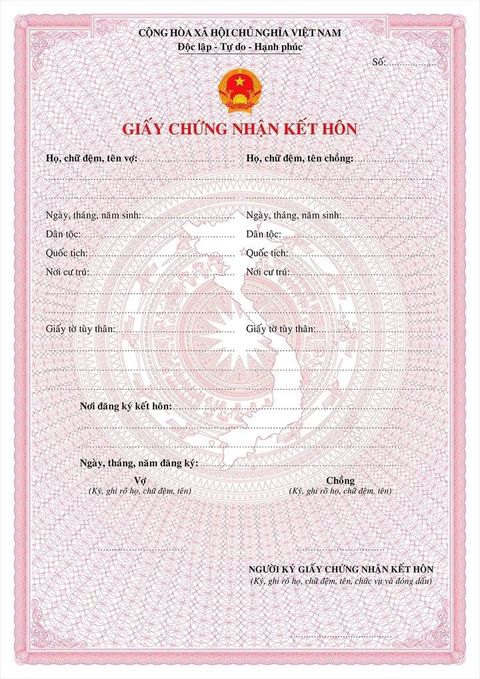 CỘNG HÒA XÃ HỘI CHỦ NGHĨA VIỆT NAM
Độc lập - Tự do - Hạnh phúc
Số:
GIẤY CHỨNG NHẬN KẾT HÔN
Họ, chữ đệm, tên vợ: Họ, chữ đệm, tên chồng:
Ngày, tháng, năm sinh: Ngày, tháng, năm sinh:
Dân tộc: Dân tộc:
Quốc tịch: Quốc tịch:
Nơi cư trú: Nơi cư trú:
Giấy tờ tùy thân: Giấy tờ tùy thân:
Nơi đăng ký kết hôn:
Ngày, tháng, năm đăng ký:
Vợ Chồng
(Ký, ghi rõ họ, chữ đệm, tên) (Ký, ghi rõ họ, chữ đệm, tên)
NGƯỜI KÝ GIẤY CHỨNG NHẬN KẾT HÔN
(Ký, ghi rõ họ, chữ đệm, tên, chức vụ và đóng dấu)